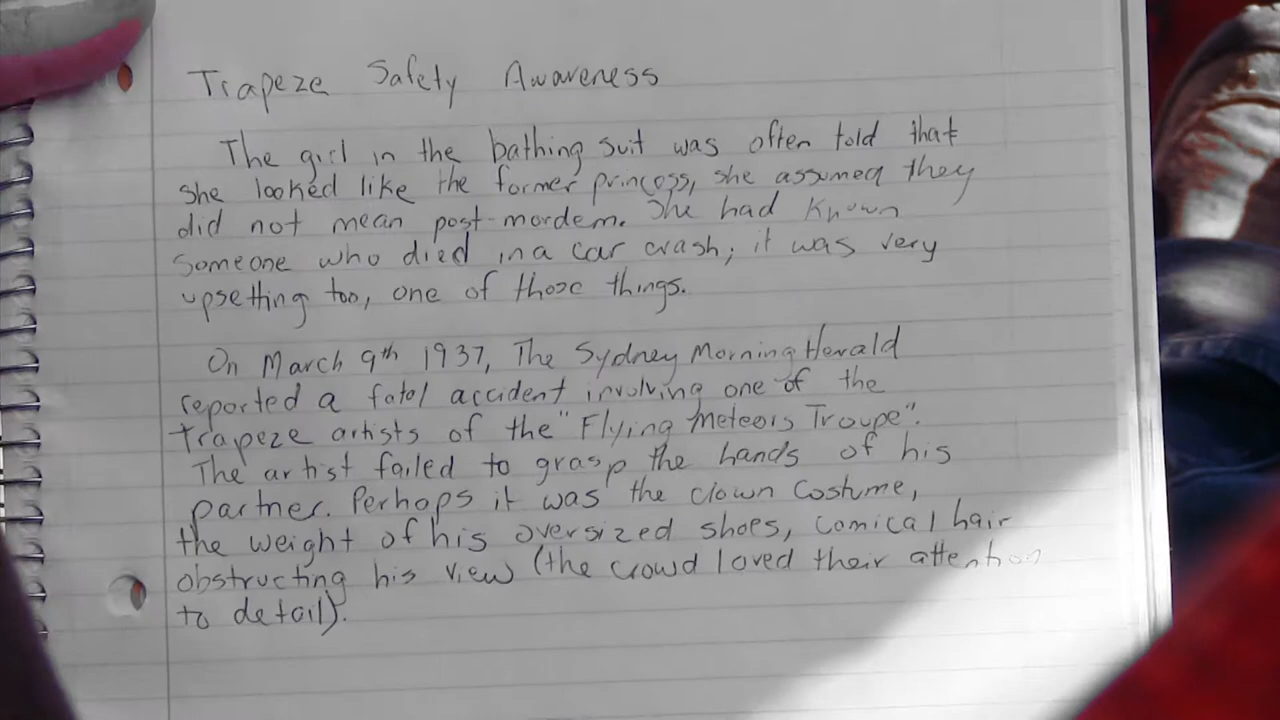 Trapeze Safety Awareness
The girl in the bathing suit was often told that
she looked like the former princess, she assumed they
did not mean post-mordem. She had known
someone who died in a car crash; it was very
upsetting too, one of those things.
On March 9th 1937, The Sydney Morning Herald
reported a fatal accident involving one of the
trapeze artists of the "Flying Meteors Troupe".
The artist failed to grasp the hands of his
partner. Perhaps it was the clown costume,
the weight of his oversized shoes, comical hair
obstructing his view (the crowd loved their attention
to detail).